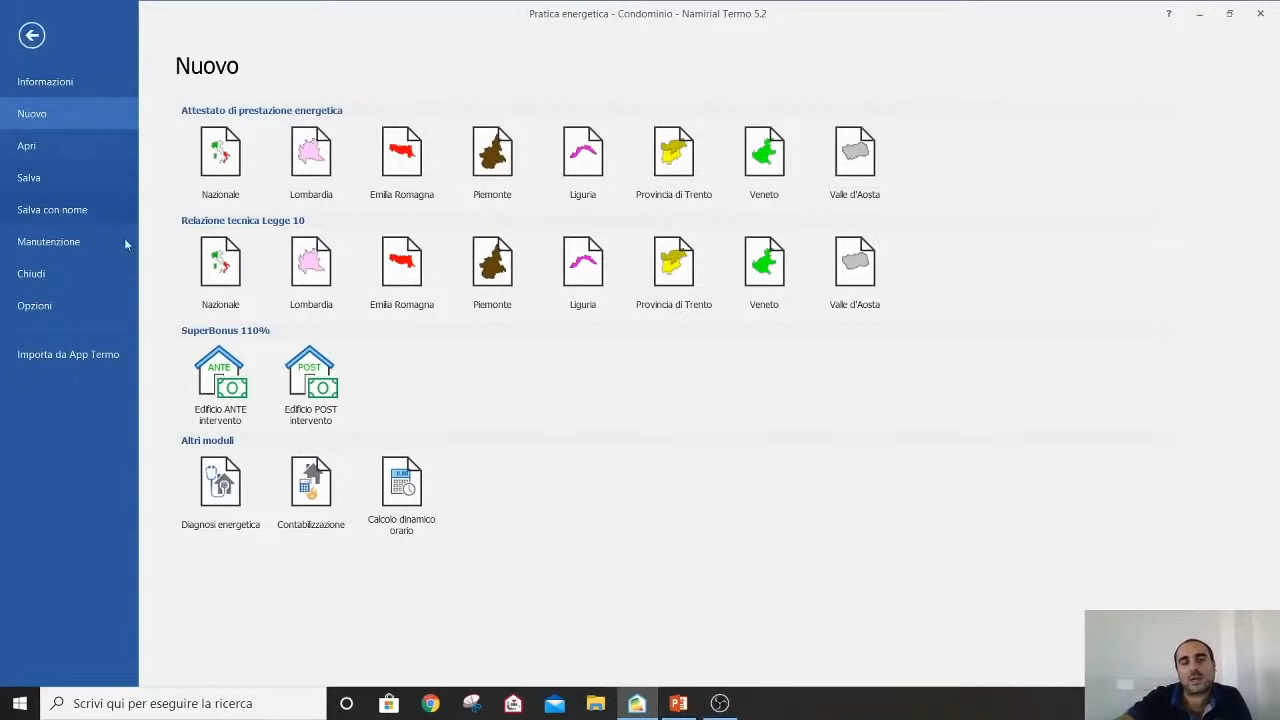 Pratica energetica - Condominio - Namirial Termo 5.2
?
Informazioni
Nuovo
Apri
Salva
Salva con nome
Manutenzione
Chiudi
Opzioni
Importa da App Termo
Nuovo
Attestato di prestazione energetica
Nazionale Lombardia Emilia Romagna Piemonte Liguria Provincia di Trento Veneto Valle d'Aosta
Relazione tecnica Legge 10
Nazionale Lombardia Emilia Romagna Piemonte Liguria Provincia di Trento Veneto Valle d'Aosta
SuperBonus 110%
ANTE POST
Edificio ANTE intervento
Edificio POST intervento
Altri moduli
0.00
Diagnosi energetica
Contabilizzazione
Calcolo dinamico orario
Scrivi qui per eseguire la ricerca